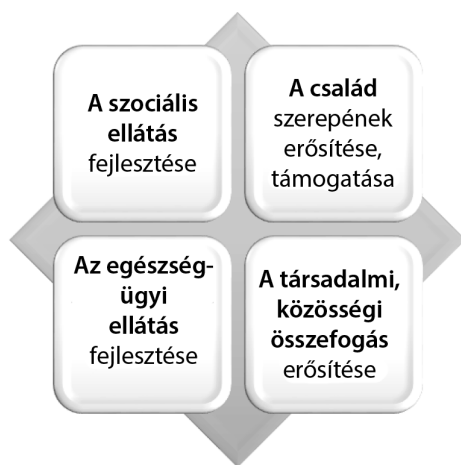 A szociális
ellátás
fejlesztése
A család
szerepének
erősítése,
támogatása
Az egészség-
ügyi
ellátás
fejlesztése
A társadalmi,
közösségi
összefogás
erősítése